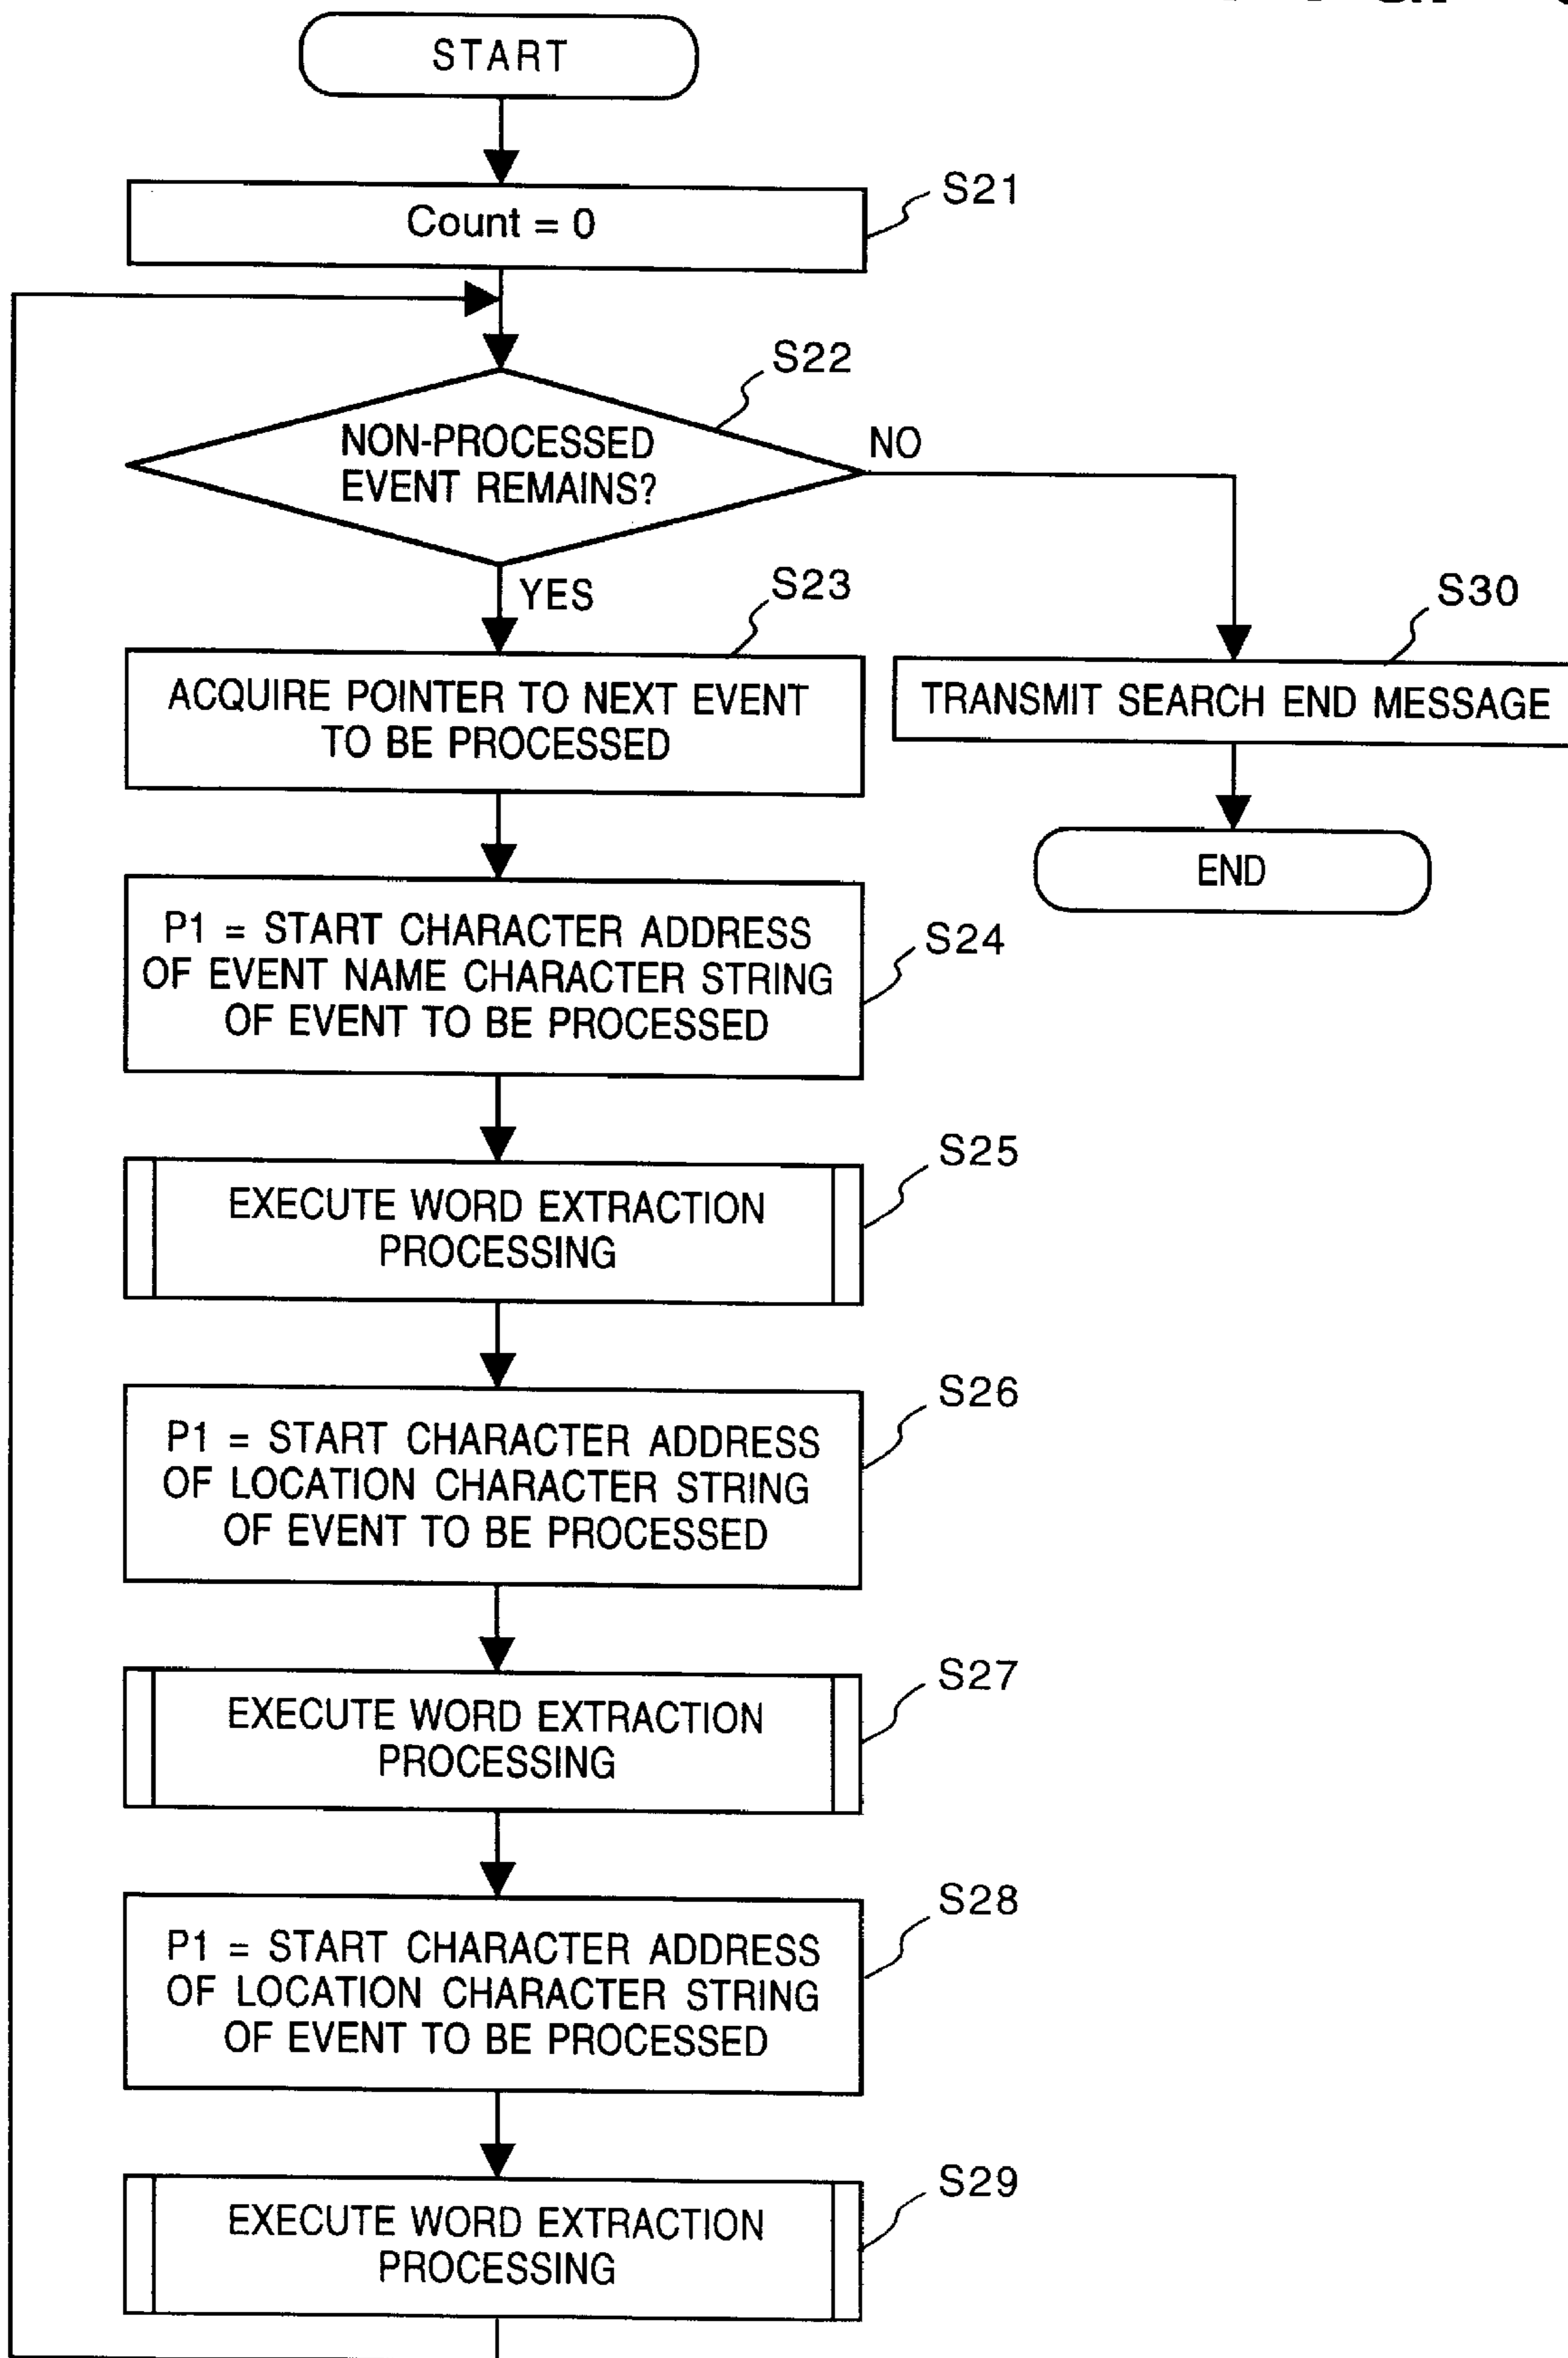 START
S21
Count = 0
S22
NON-PROCESSED
EVENT REMAINS?
NO
YES
S23
S30
ACQUIRE POINTER TO NEXT EVENT
TO BE PROCESSED
TRANSMIT SEARCH END MESSAGE
END
P1 = START CHARACTER ADDRESS
OF EVENT NAME CHARACTER STRING
OF EVENT TO BE PROCESSED
S24
S25
EXECUTE WORD EXTRACTION
PROCESSING
S26
P1 = START CHARACTER ADDRESS
OF LOCATION CHARACTER STRING
OF EVENT TO BE PROCESSED
S27
EXECUTE WORD EXTRACTION
PROCESSING
S28
P1 = START CHARACTER ADDRESS
OF LOCATION CHARACTER STRING
OF EVENT TO BE PROCESSED
S29
EXECUTE WORD EXTRACTION
PROCESSING